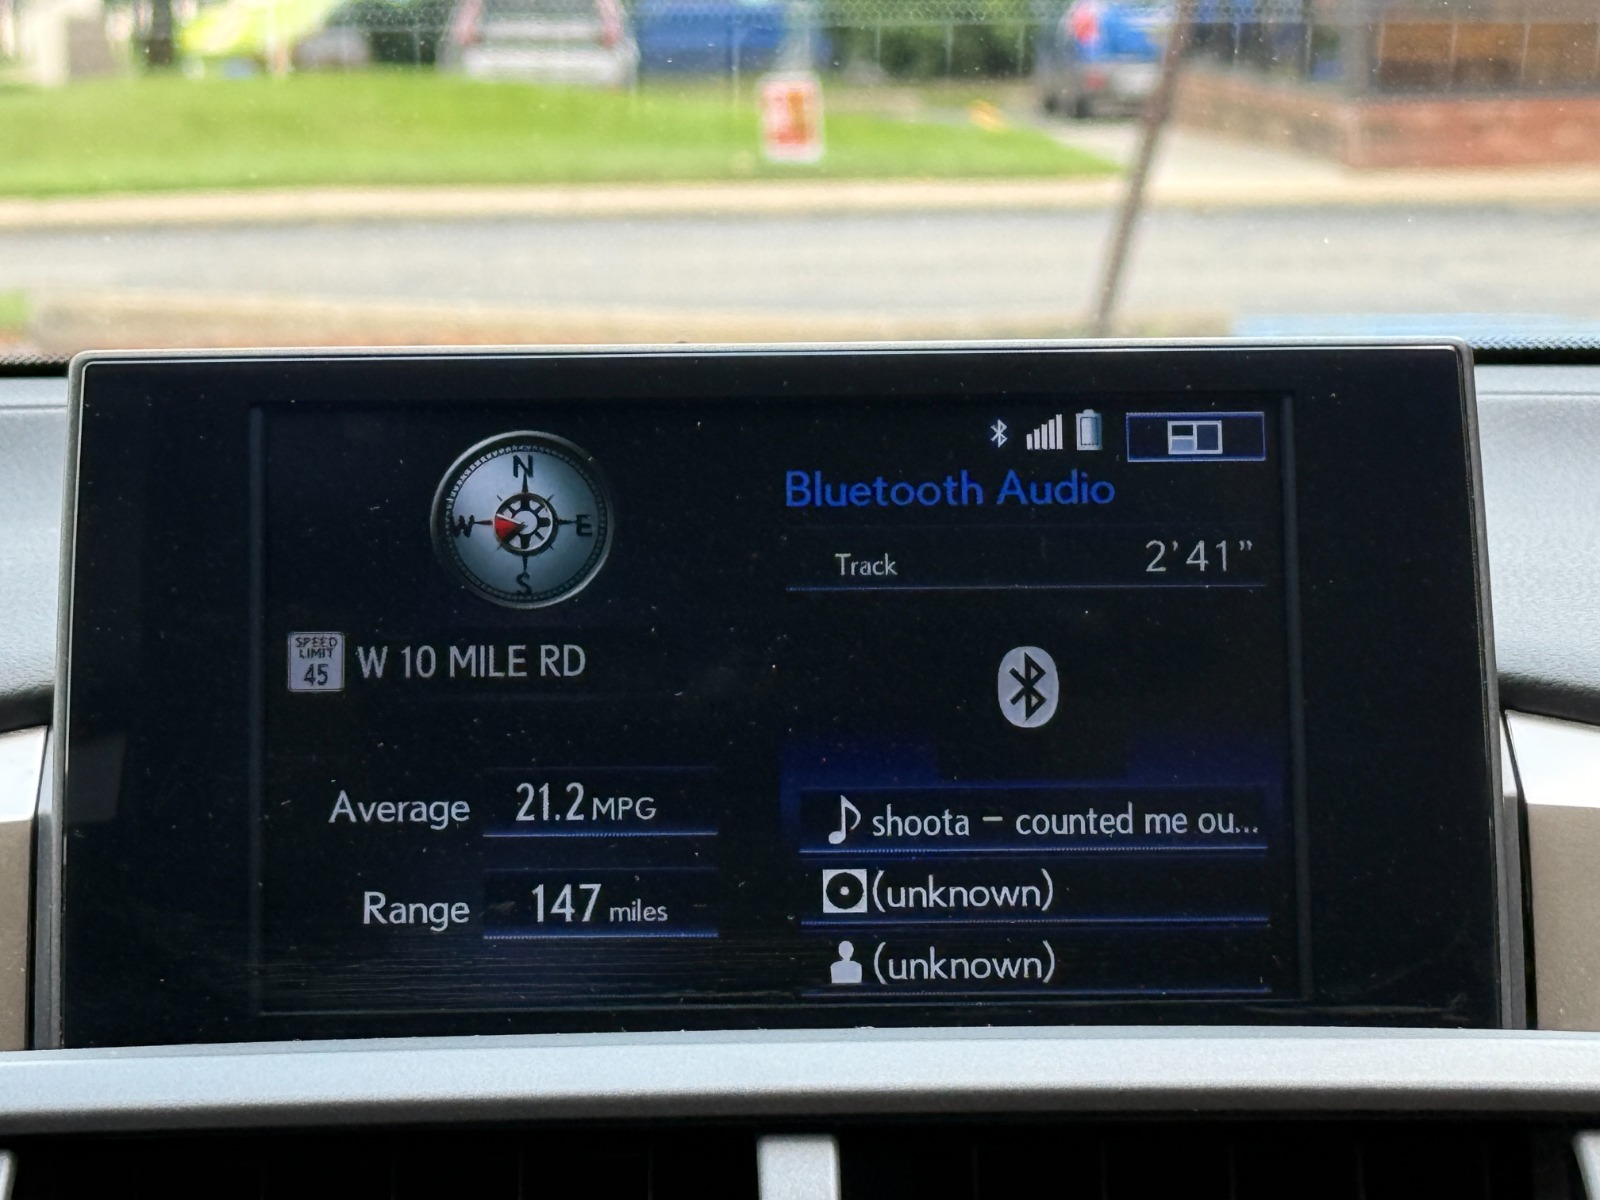 N
W E
S
SPEED
LIMIT
45
W 10 MILE RD
Average 21.2 MPG
Range 147 miles
Bluetooth Audio
Track 2'41"
shoota – counted me ou...
(unknown)
(unknown)